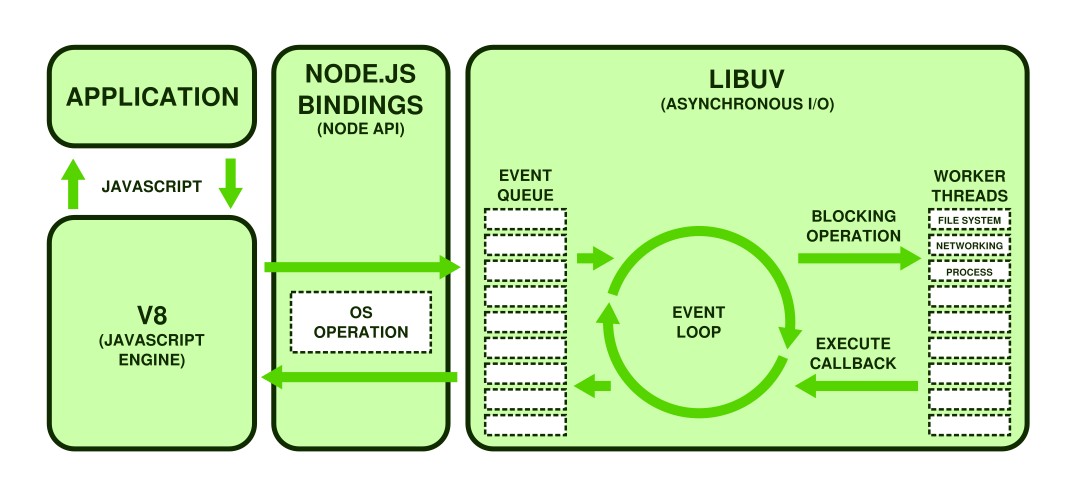 APPLICATION
JAVASCRIPT
V8
(JAVASCRIPT
ENGINE)
NODE.JS
BINDINGS
(NODE API)
OS
OPERATION
LIBUV
(ASYNCHRONOUS I/O)
EVENT
QUEUE
EVENT
LOOP
BLOCKING
OPERATION
EXECUTE
CALLBACK
WORKER
THREADS
FILE SYSTEM
NETWORKING
PROCESS